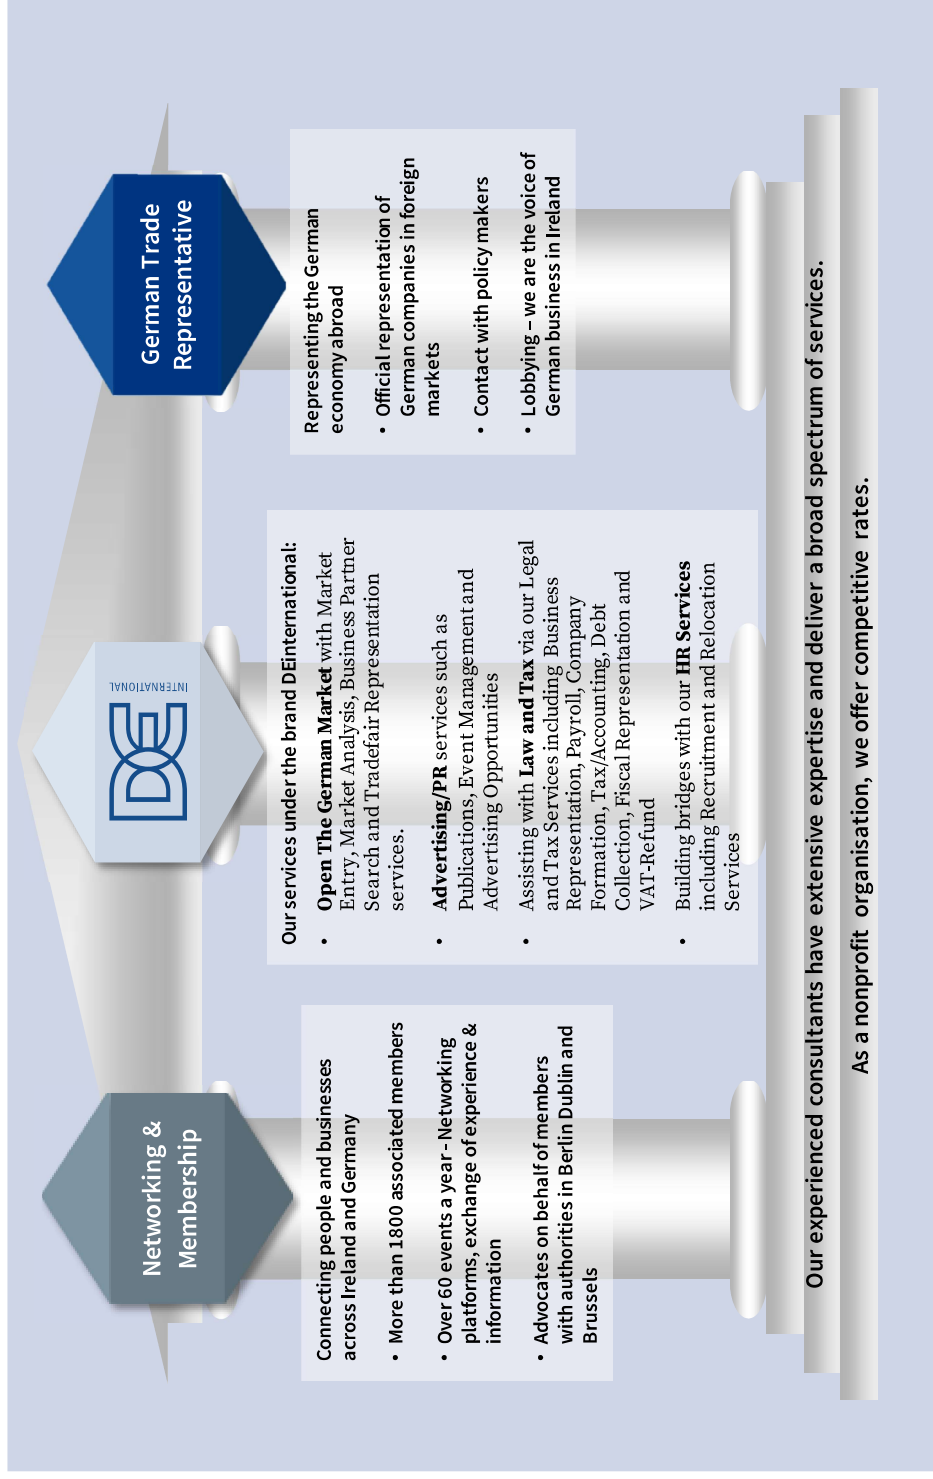 Networking &
Membership
Connecting people and businesses
across Ireland and Germany
• More than 1800 associated members
• Over 60 events a year - Networking
platforms, exchange of experience &
information
• Advocates on behalf of members
with authorities in Berlin Dublin and
Brussels
DE
INTERNATIONAL
Our services under the brand DEinternational:
• Open The German Market with Market
Entry, Market Analysis, Business Partner
Search and Tradefair Representation
services.
• Advertising/PR services such as
Publications, Event Management and
Advertising Opportunities
• Assisting with Law and Tax via our Legal
and Tax Services including Business
Representation, Payroll, Company
Formation, Tax/Accounting, Debt
Collection, Fiscal Representation and
VAT-Refund
• Building bridges with our HR Services
including Recruitment and Relocation
Services
German Trade
Representative
Representing the German
economy abroad
• Official representation of
German companies in foreign
markets
• Contact with policy makers
• Lobbying – we are the voice of
German business in Ireland
Our experienced consultants have extensive expertise and deliver a broad spectrum of services.
As a nonprofit organisation, we offer competitive rates.